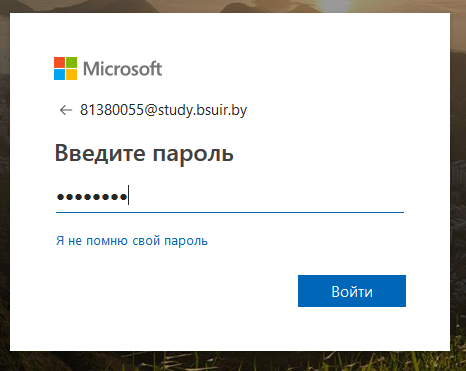 Microsoft
← 81380055@study.bsuir.by
Введите пароль
••••••••
Я не помню свой пароль
Войти